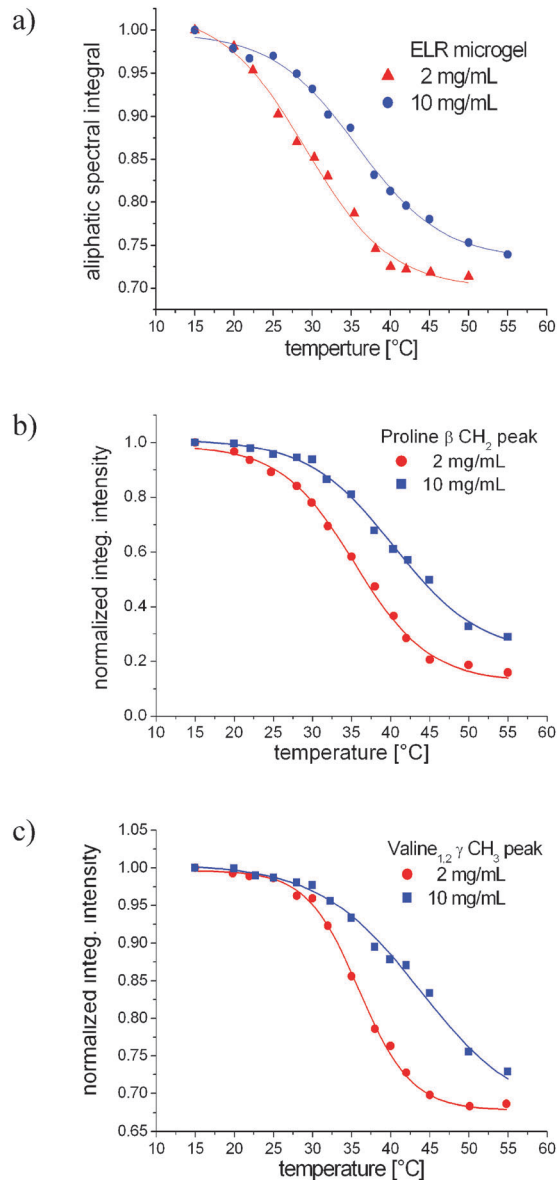 a)
aliphatic spectral integral
1.00
0.95
0.90
0.85
0.80
0.75
0.70
ELR microgel
2 mg/mL
10 mg/mL
10 15 20 25 30 35 40 45 50 55 60
temperture [°C]
b)
normalized integ. intensity
1.0
0.8
0.6
0.4
0.2
0.0
Proline β CH₂ peak
2 mg/mL
10 mg/mL
10 15 20 25 30 35 40 45 50 55 60
temperature [°C]
c)
normalized integ. intensity
1.05
1.00
0.95
0.90
0.85
0.80
0.75
0.70
0.65
Valine₁.₂ γ CH₃ peak
2 mg/mL
10 mg/mL
10 15 20 25 30 35 40 45 50 55 60
temperature [°C]